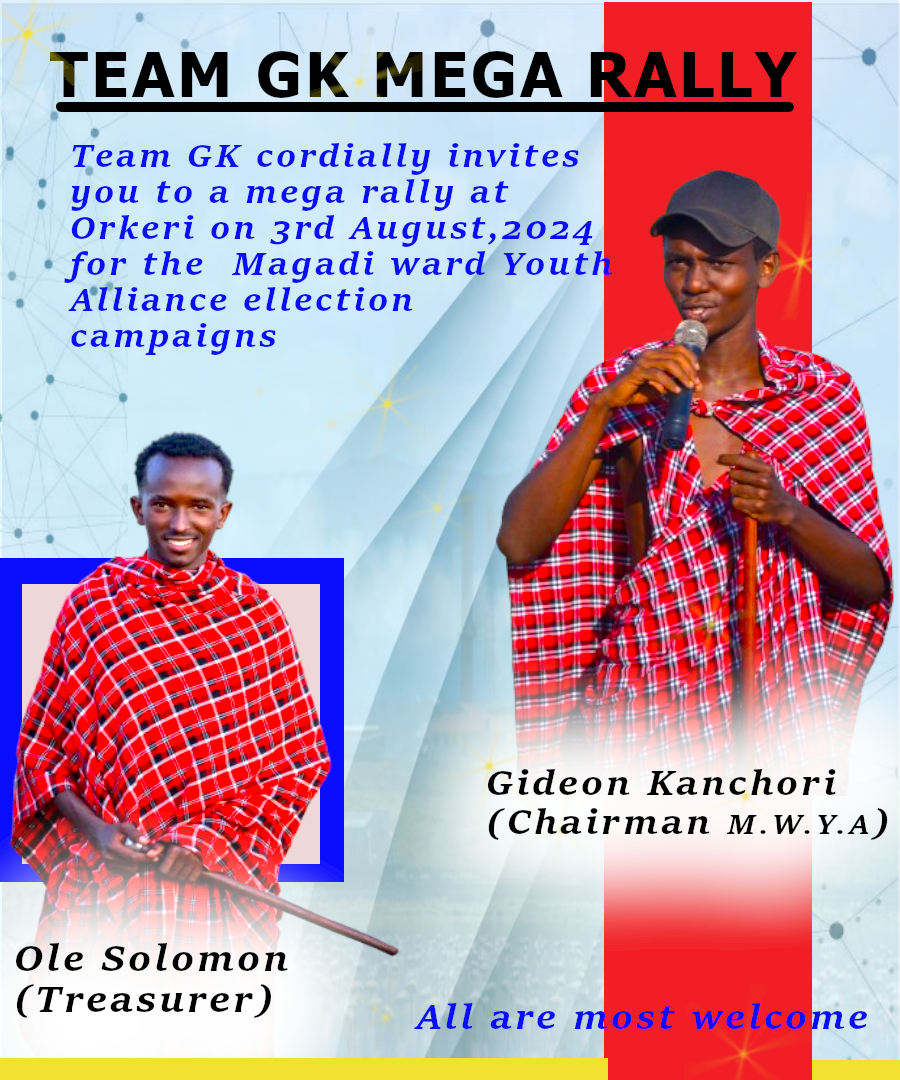 TEAM GK MEGA RALLY
Team GK cordially invites
you to a mega rally at
Orkeri on 3rd August,2024
for the  Magadi ward Youth
Alliance ellection
campaigns
Gideon Kanchori
(Chairman M.W.Y.A)
Ole Solomon
(Treasurer)
All are most welcome